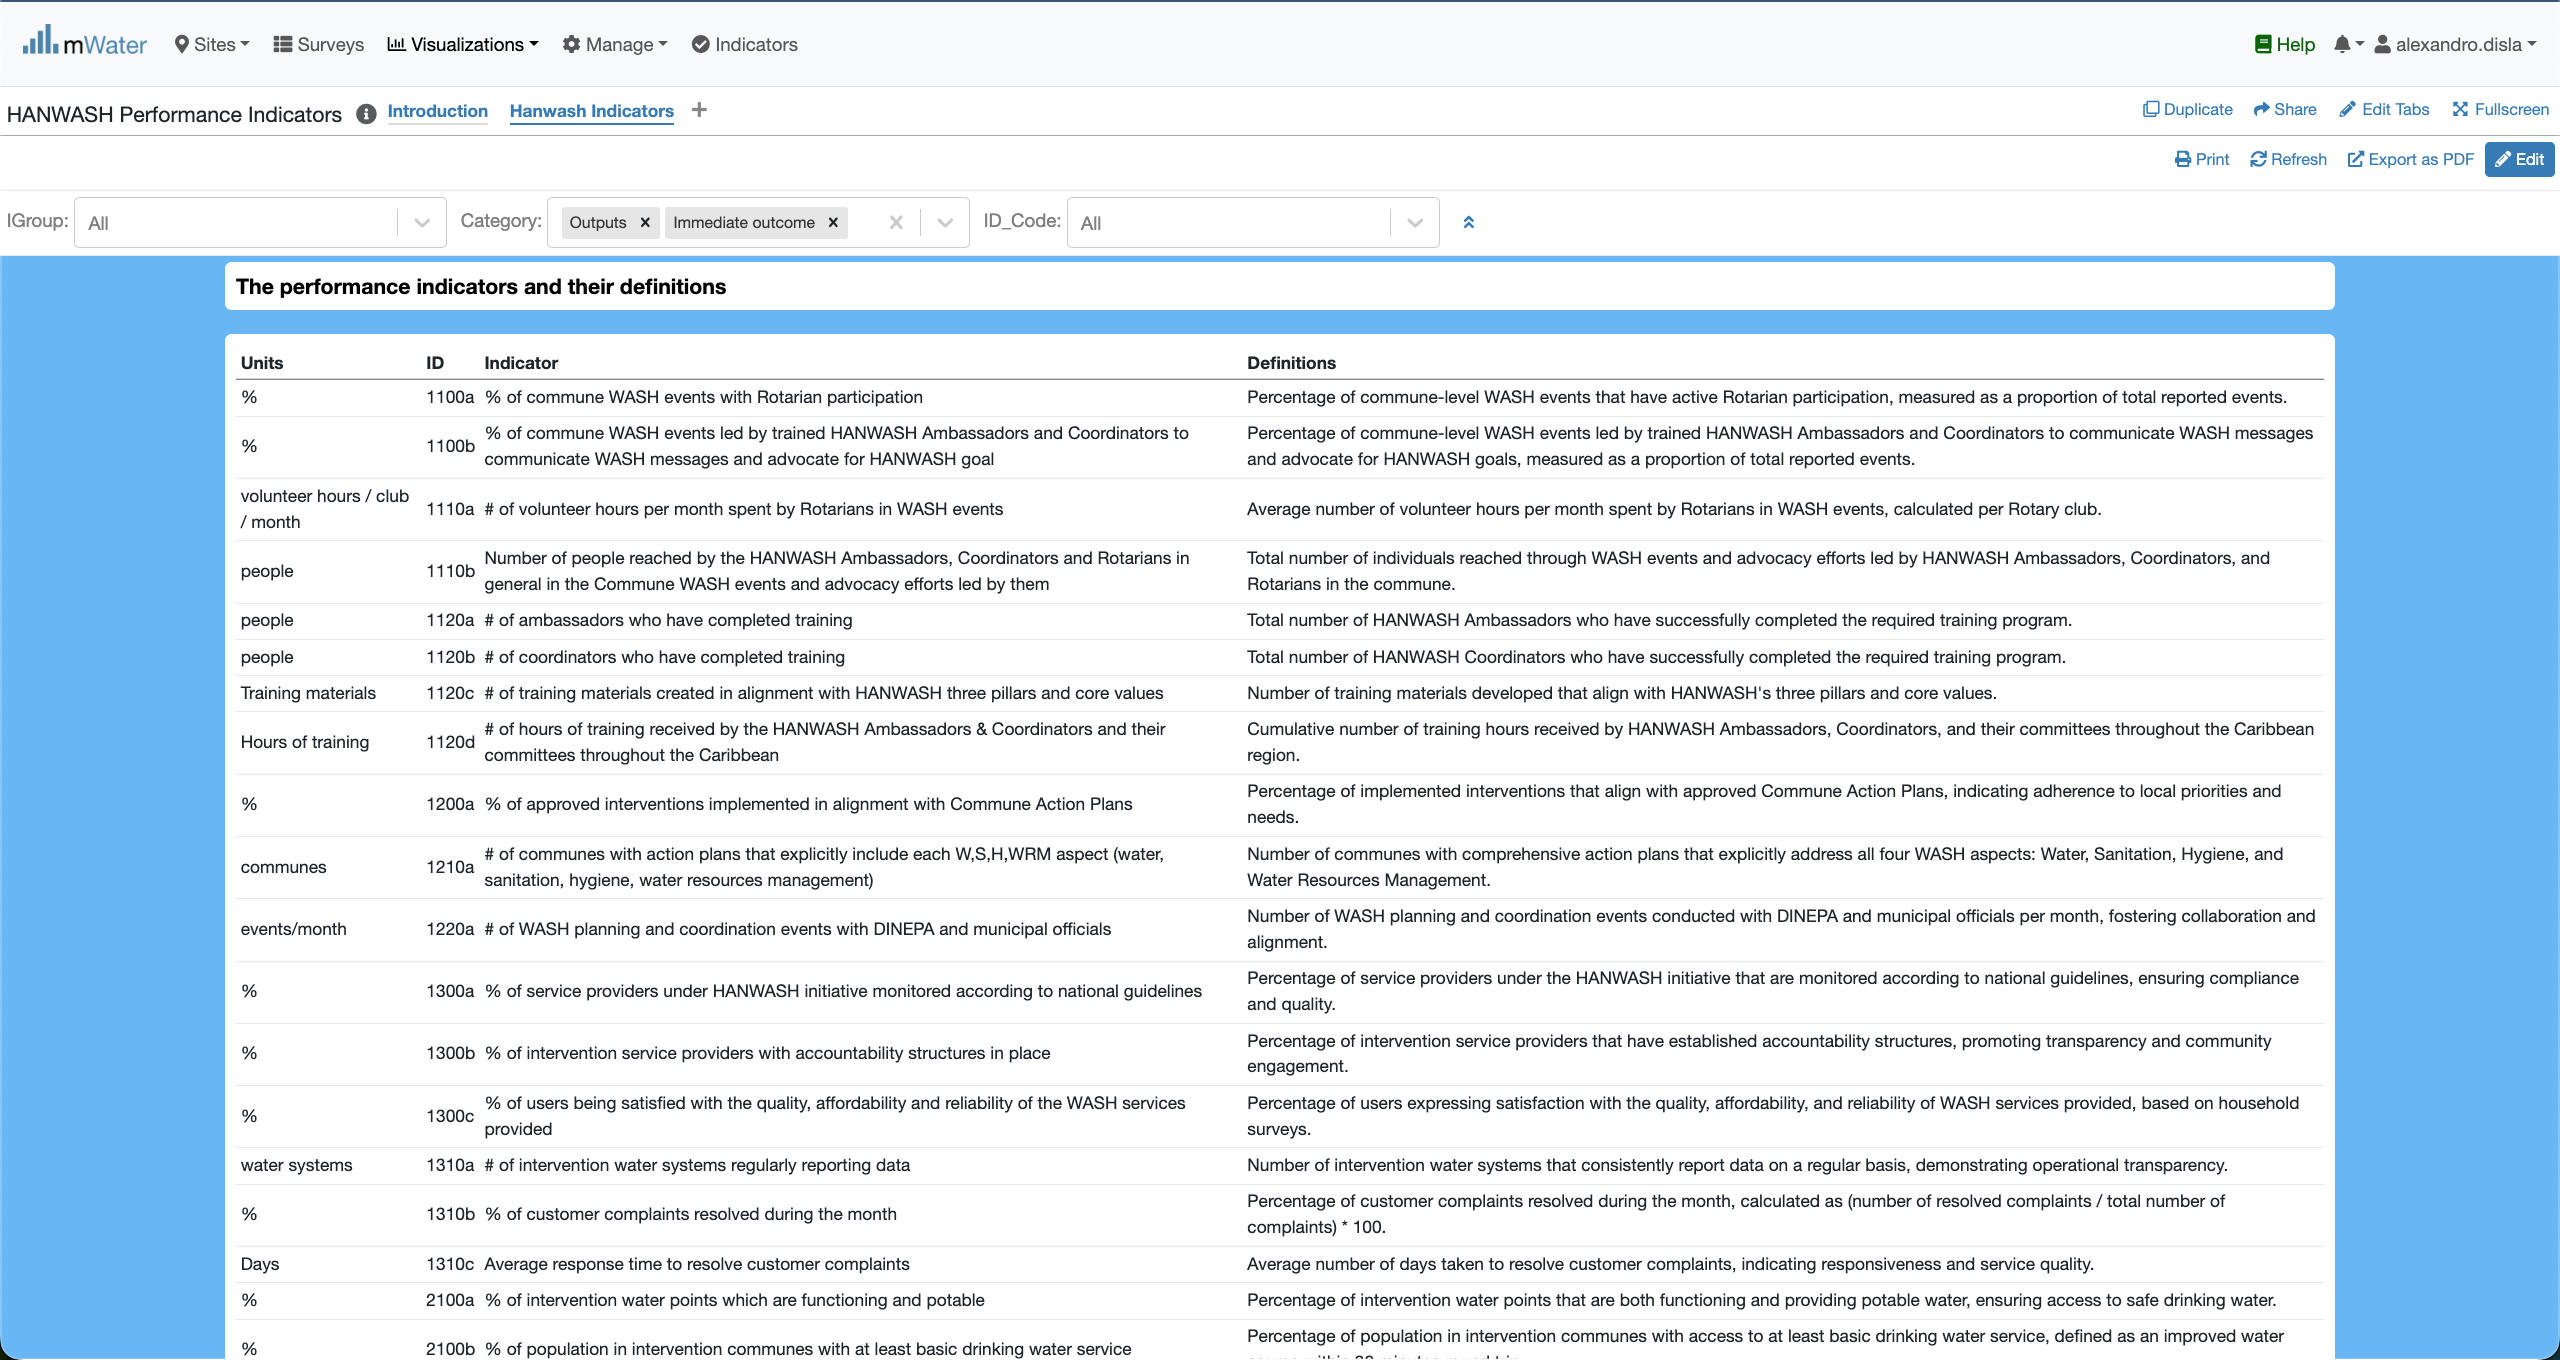 mWater Sites Surveys Visualizations Manage Indicators Help alexandro.disla
HANWASH Performance Indicators Introduction Hanwash Indicators + Duplicate Share Edit Tabs Fullscreen
Print Refresh Export as PDF Edit
IGroup: All Category: Outputs × Immediate outcome × × ID_Code: All
The performance indicators and their definitions
Units ID Indicator Definitions
% 1100a % of commune WASH events with Rotarian participation Percentage of commune-level WASH events that have active Rotarian participation, measured as a proportion of total reported events.
% 1100b % of commune WASH events led by trained HANWASH Ambassadors and Coordinators to
communicate WASH messages and advocate for HANWASH goal
Percentage of commune-level WASH events led by trained HANWASH Ambassadors and Coordinators to communicate WASH messages
and advocate for HANWASH goals, measured as a proportion of total reported events.
volunteer hours / club
/ month
1110a # of volunteer hours per month spent by Rotarians in WASH events Average number of volunteer hours per month spent by Rotarians in WASH events, calculated per Rotary club.
people 1110b Number of people reached by the HANWASH Ambassadors, Coordinators and Rotarians in
general in the Commune WASH events and advocacy efforts led by them
Total number of individuals reached through WASH events and advocacy efforts led by HANWASH Ambassadors, Coordinators, and
Rotarians in the commune.
people 1120a # of ambassadors who have completed training Total number of HANWASH Ambassadors who have successfully completed the required training program.
people 1120b # of coordinators who have completed training Total number of HANWASH Coordinators who have successfully completed the required training program.
Training materials 1120c # of training materials created in alignment with HANWASH three pillars and core values Number of training materials developed that align with HANWASH's three pillars and core values.
Hours of training 1120d # of hours of training received by the HANWASH Ambassadors & Coordinators and their
committees throughout the Caribbean
Cumulative number of training hours received by HANWASH Ambassadors, Coordinators, and their committees throughout the Caribbean
region.
% 1200a % of approved interventions implemented in alignment with Commune Action Plans Percentage of implemented interventions that align with approved Commune Action Plans, indicating adherence to local priorities and
needs.
communes 1210a # of communes with action plans that explicitly include each W,S,H,WRM aspect (water,
sanitation, hygiene, water resources management)
Number of communes with comprehensive action plans that explicitly address all four WASH aspects: Water, Sanitation, Hygiene, and
Water Resources Management.
events/month 1220a # of WASH planning and coordination events with DINEPA and municipal officials Number of WASH planning and coordination events conducted with DINEPA and municipal officials per month, fostering collaboration and
alignment.
% 1300a % of service providers under HANWASH initiative monitored according to national guidelines Percentage of service providers under the HANWASH initiative that are monitored according to national guidelines, ensuring compliance
and quality.
% 1300b % of intervention service providers with accountability structures in place Percentage of intervention service providers that have established accountability structures, promoting transparency and community
engagement.
% 1300c % of users being satisfied with the quality, affordability and reliability of the WASH services
provided
Percentage of users expressing satisfaction with the quality, affordability, and reliability of WASH services provided, based on household
surveys.
water systems 1310a # of intervention water systems regularly reporting data Number of intervention water systems that consistently report data on a regular basis, demonstrating operational transparency.
% 1310b % of customer complaints resolved during the month Percentage of customer complaints resolved during the month, calculated as (number of resolved complaints / total number of
complaints) * 100.
Days 1310c Average response time to resolve customer complaints Average number of days taken to resolve customer complaints, indicating responsiveness and service quality.
% 2100a % of intervention water points which are functioning and potable Percentage of intervention water points that are both functioning and providing potable water, ensuring access to safe drinking water.
% 2100b % of population in intervention communes with at least basic drinking water service Percentage of population in intervention communes with access to at least basic drinking water service, defined as an improved water